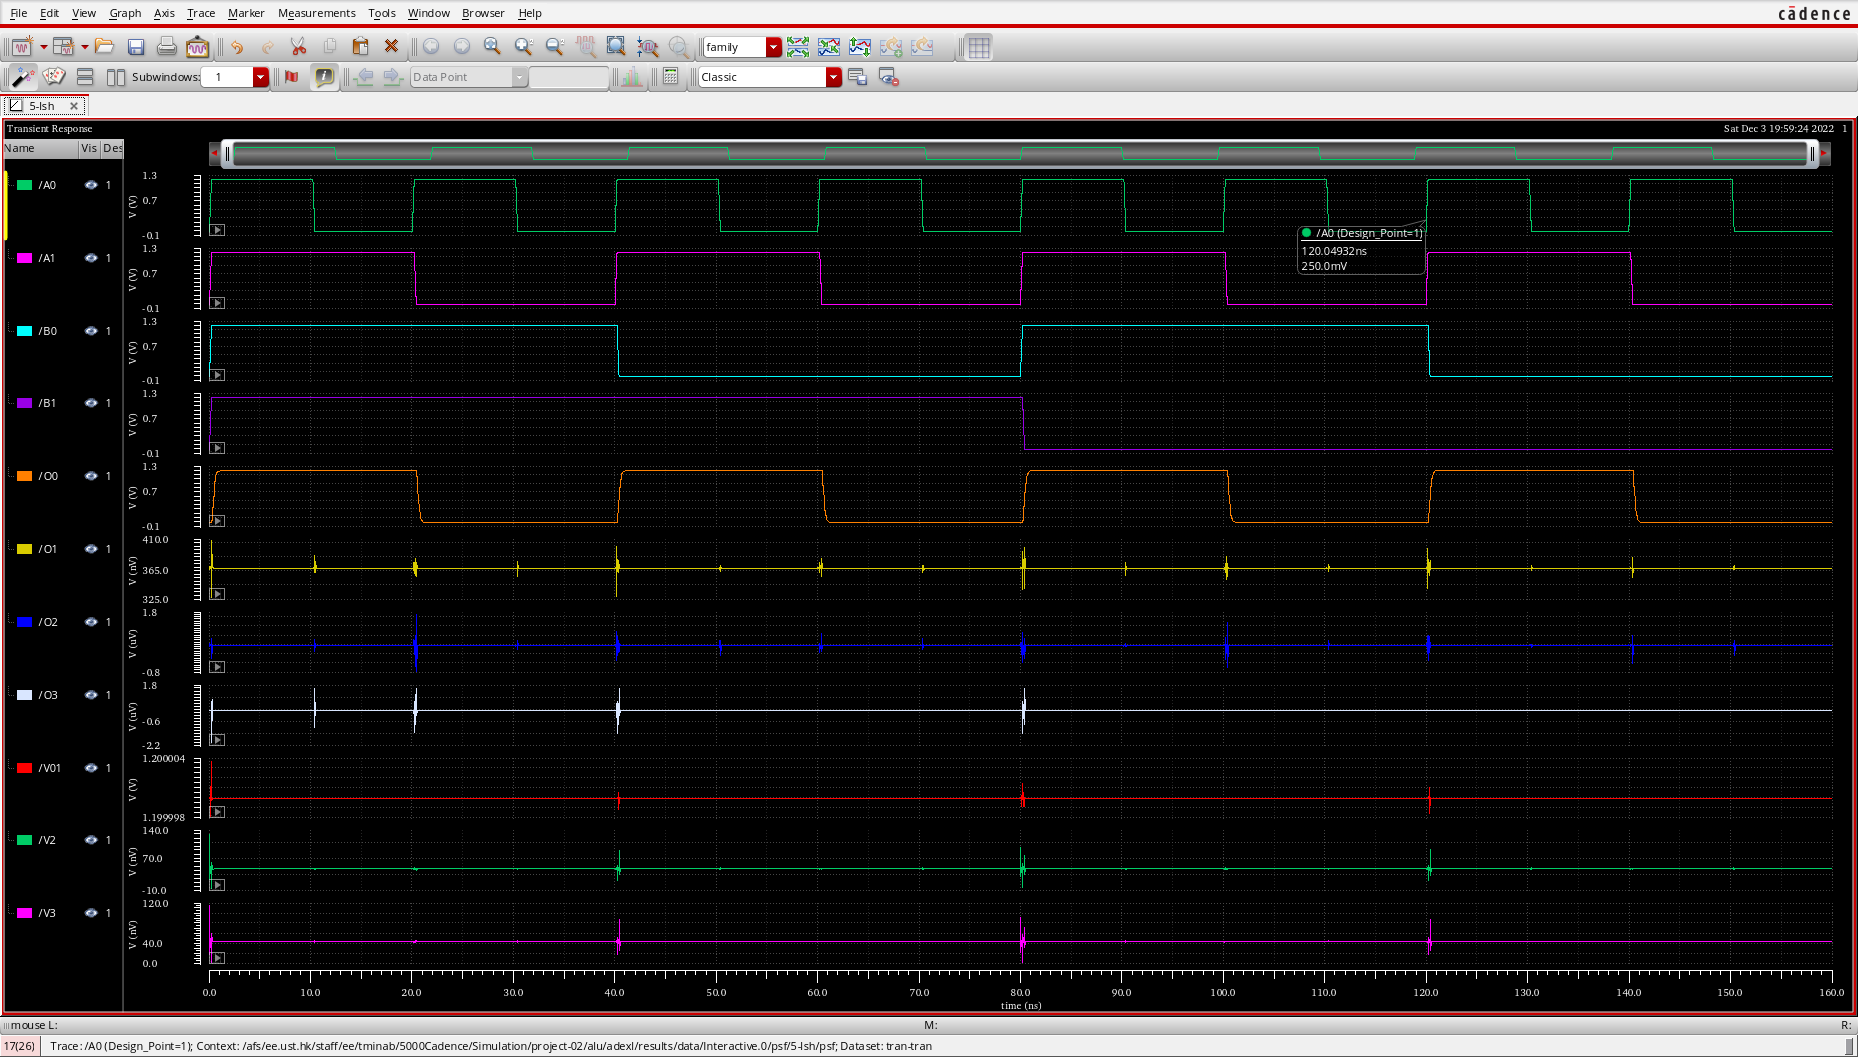 File Edit View Graph Axis Trace Marker Measurements Tools Window Browser Help
cādence
family
Subwindows: 1
Data Point
Classic
5-lsh
Transient Response
Sat Dec 3 19:59:24 2022 1
Name Vis Des
/A0 1
V (V)
1.3
0.7
-0.1
/A0 (Design_Point=1)
120.04932ns
250.0mV
/A1 1
V (V)
1.3
0.7
-0.1
/B0 1
V (V)
1.3
0.7
-0.1
/B1 1
V (V)
1.3
0.7
-0.1
/O0 1
V (V)
1.3
0.7
-0.1
/O1 1
V (nV)
410.0
365.0
325.0
/O2 1
V (uV)
1.8
-0.8
/O3 1
V (uV)
1.8
-0.6
-2.2
/V01 1
V (V)
1.200004
1.199998
/V2 1
V (nV)
140.0
70.0
-10.0
/V3 1
V (nV)
120.0
40.0
0.0
0.0 10.0 20.0 30.0 40.0 50.0 60.0 70.0 80.0 90.0 100.0 110.0 120.0 130.0 140.0 150.0 160.0
time (ns)
mouse L: M: R:
17(26) Trace: /A0 (Design_Point=1); Context: /afs/ee.ust.hk/staff/ee/tminab/5000Cadence/Simulation/project-02/alu/adexl/results/data/Interactive.0/psf/5-lsh/psf; Dataset: tran-tran